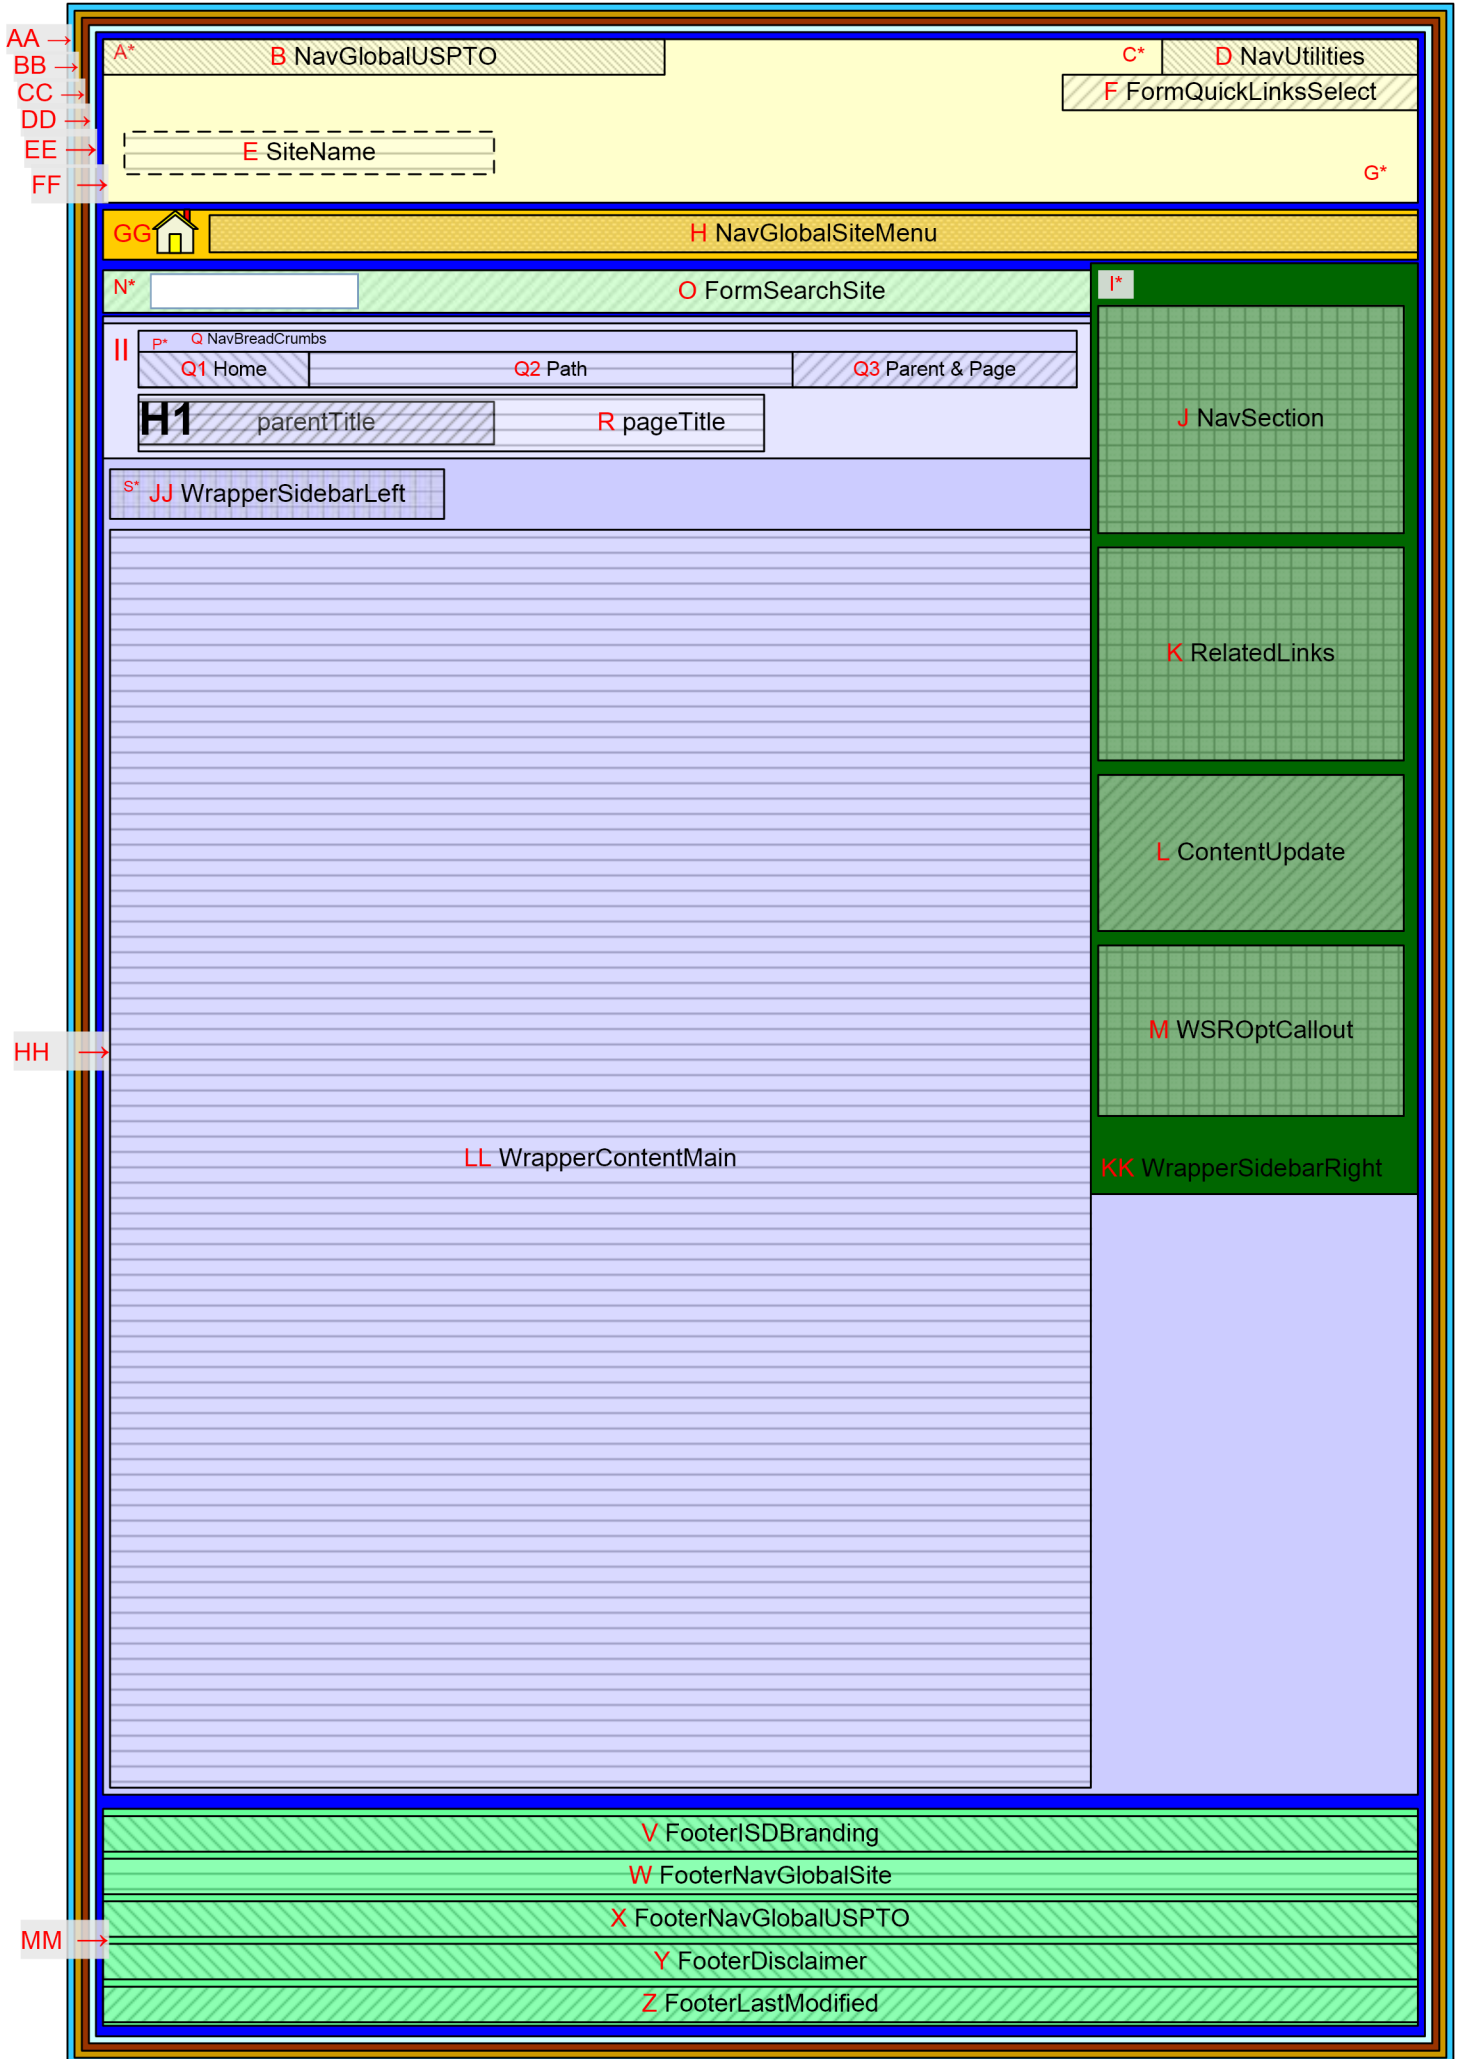 AA →
A*
B NavGlobalUSPTO
C*
D NavUtilities
BB →
CC →
F FormQuickLinksSelect
DD →
EE →
E SiteName
FF →
G*
GG
H NavGlobalSiteMenu
N*
O FormSearchSite
I*
II
P*
Q NavBreadCrumbs
Q1 Home
Q2 Path
Q3 Parent & Page
H1
parentTitle
R pageTitle
J NavSection
S*
JJ WrapperSidebarLeft
K RelatedLinks
L ContentUpdate
M WSROptCallout
HH →
LL WrapperContentMain
KK WrapperSidebarRight
V FooterISDBranding
W FooterNavGlobalSite
X FooterNavGlobalUSPTO
MM →
Y FooterDisclaimer
Z FooterLastModified